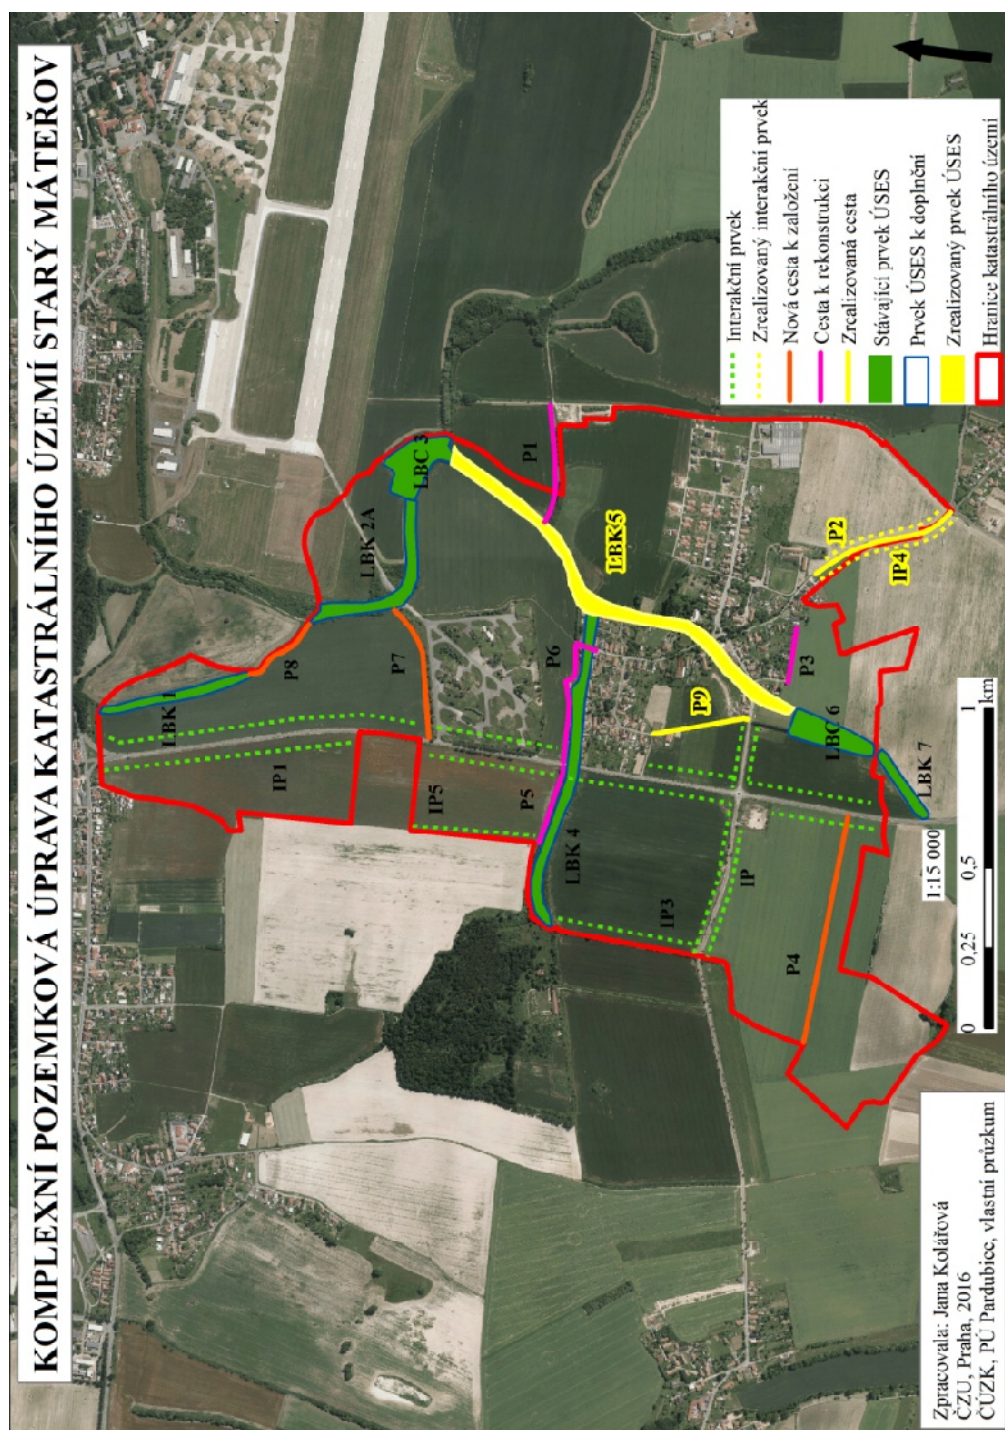 KOMPLEXNÍ POZEMKOVÁ ÚPRAVA KATASTRÁLNÍHO ÚZEMÍ STARÝ MÁTEŘOV
LBK 1
IP1
P8
LBK 2A
LBC 3
P7
IP5
P5
P6
P1
LBK 4
LBK5
IP3
IP
P9
P3
P2
IP4
P4
LBC 6
LBK 7
Interakční prvek
Zrealizovaný interakční prvek
Nová cesta k založení
Cesta k rekonstrukci
Zrealizovaná cesta
Stávající prvek ÚSES
Prvek ÚSES k doplnění
Zrealizovaný prvek ÚSES
Hranice katastrálního území
1:15 000
0 0,25 0,5 1
km
Zpracovala: Jana Kolářová
ČZU, Praha, 2016
ČÚZK, PÚ Pardubice, vlastní průzkum